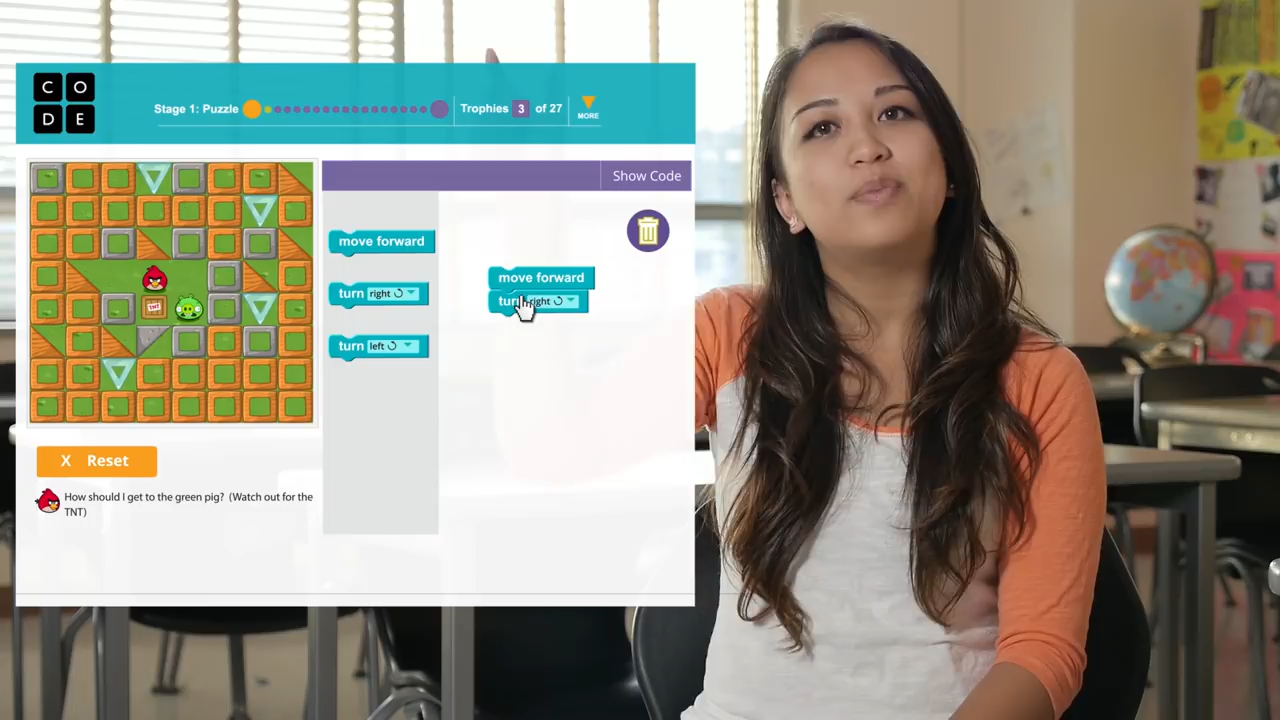 C O
D E
Stage 1: Puzzle
Trophies 3 of 27
MORE
Show Code
move forward
turn right
turn left
move forward
turn right
TNT
X Reset
How should I get to the green pig? (Watch out for the
TNT)